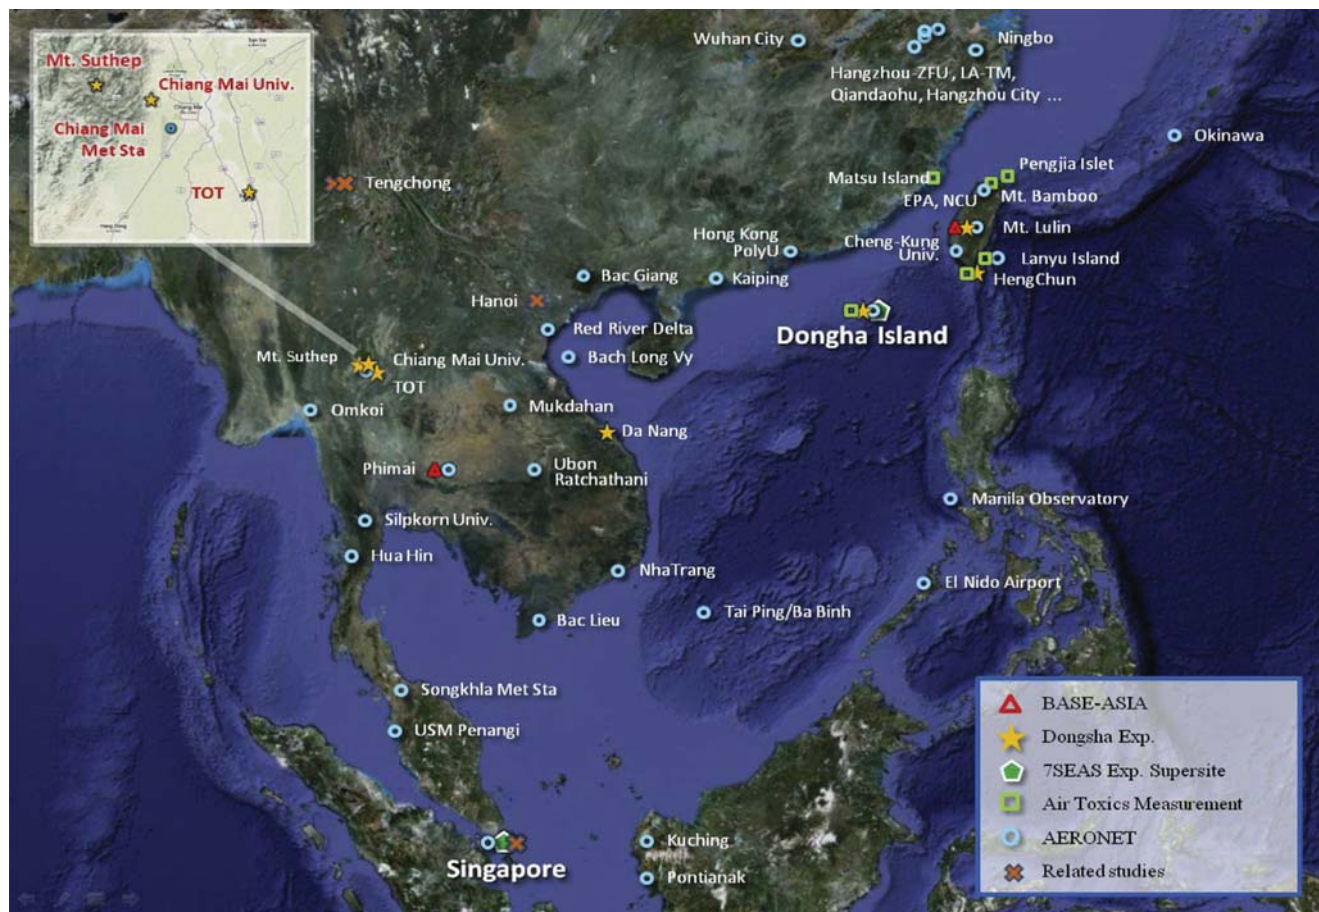 Mt. Suthep
Chiang Mai Univ.
Chiang Mai
Met Sta
TOT
Wuhan City
Ningbo
Hangzhou-ZFU, LA-TM,
Qiandaohu, Hangzhou City ...
Okinawa
Tengchong
Matsu Island
Pengjia Islet
EPA, NCU
Mt. Bamboo
Hong Kong
PolyU
Cheng-Kung
Univ.
Mt. Lulin
Lanyu Island
HengChun
Bac Giang
Kaiping
Hanoi
Red River Delta
Dongha Island
Mt. Suthep
Chiang Mai Univ.
TOT
Bach Long Vy
Omkoi
Mukdahan
Da Nang
Phimai
Ubon
Ratchathani
Manila Observatory
Silpkorn Univ.
Hua Hin
NhaTrang
El Nido Airport
Bac Lieu
Tai Ping/Ba Binh
Songkhla Met Sta
USM Penangi
BASE-ASIA
Dongsha Exp.
7SEAS Exp. Supersite
Air Toxics Measurement
AERONET
Related studies
Kuching
Singapore
Pontianak